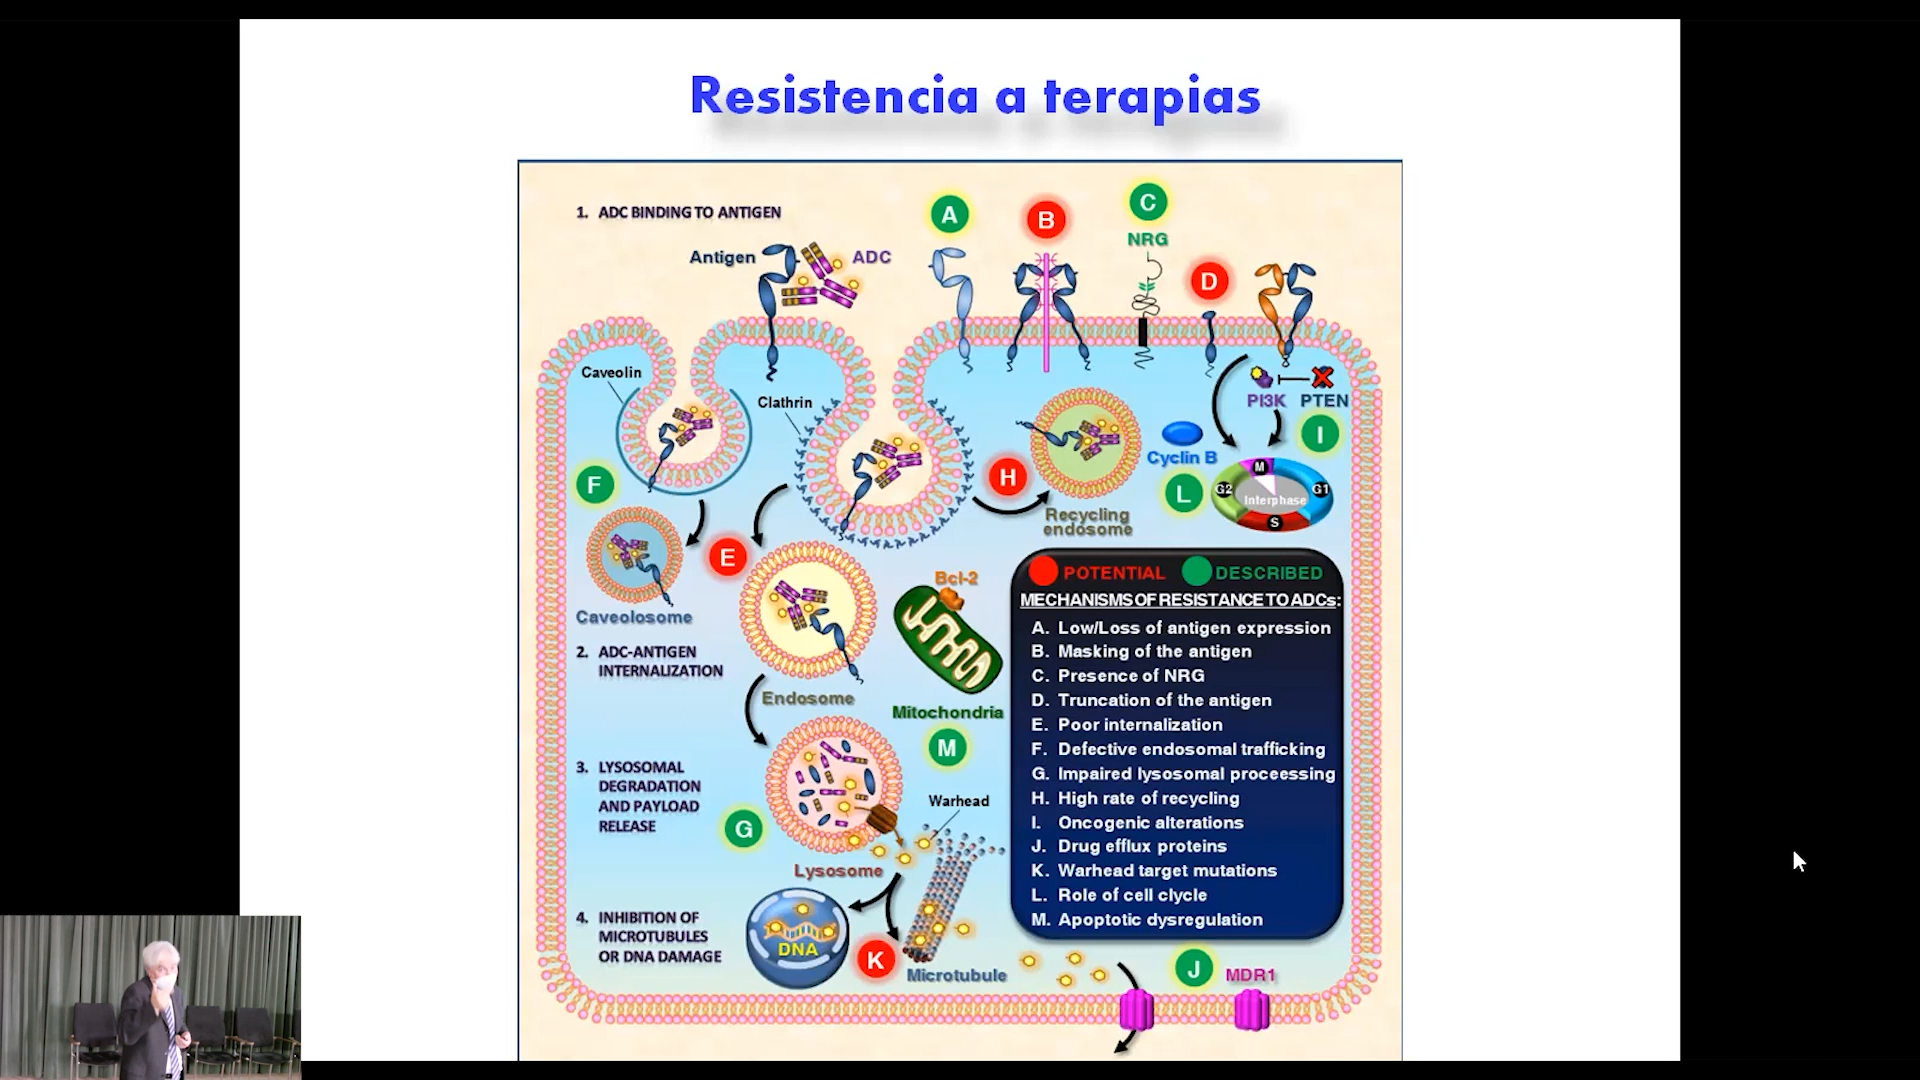 Resistencia a terapias
1. ADC BINDING TO ANTIGEN
A
B
C
NRG
Antigen
ADC
D
Caveolin
Clathrin
PI3K PTEN
I
Cyclin B
H
F
L
M
G2
G1
Interphase
S
Recycling
endosome
E
Caveolosome
Bcl-2
2. ADC-ANTIGEN
INTERNALIZATION
Endosome
Mitochondria
M
3. LYSOSOMAL
DEGRADATION
AND PAYLOAD
RELEASE
G
Warhead
Lysosome
4. INHIBITION OF
MICROTUBULES
OR DNA DAMAGE
DNA
K
Microtubule
J
MDR1
POTENTIAL DESCRIBED
MECHANISMS OF RESISTANCE TO ADCs:
A. Low/Loss of antigen expression
B. Masking of the antigen
C. Presence of NRG
D. Truncation of the antigen
E. Poor internalization
F. Defective endosomal trafficking
G. Impaired lysosomal proceessing
H. High rate of recycling
I. Oncogenic alterations
J. Drug efflux proteins
K. Warhead target mutations
L. Role of cell clycle
M. Apoptotic dysregulation